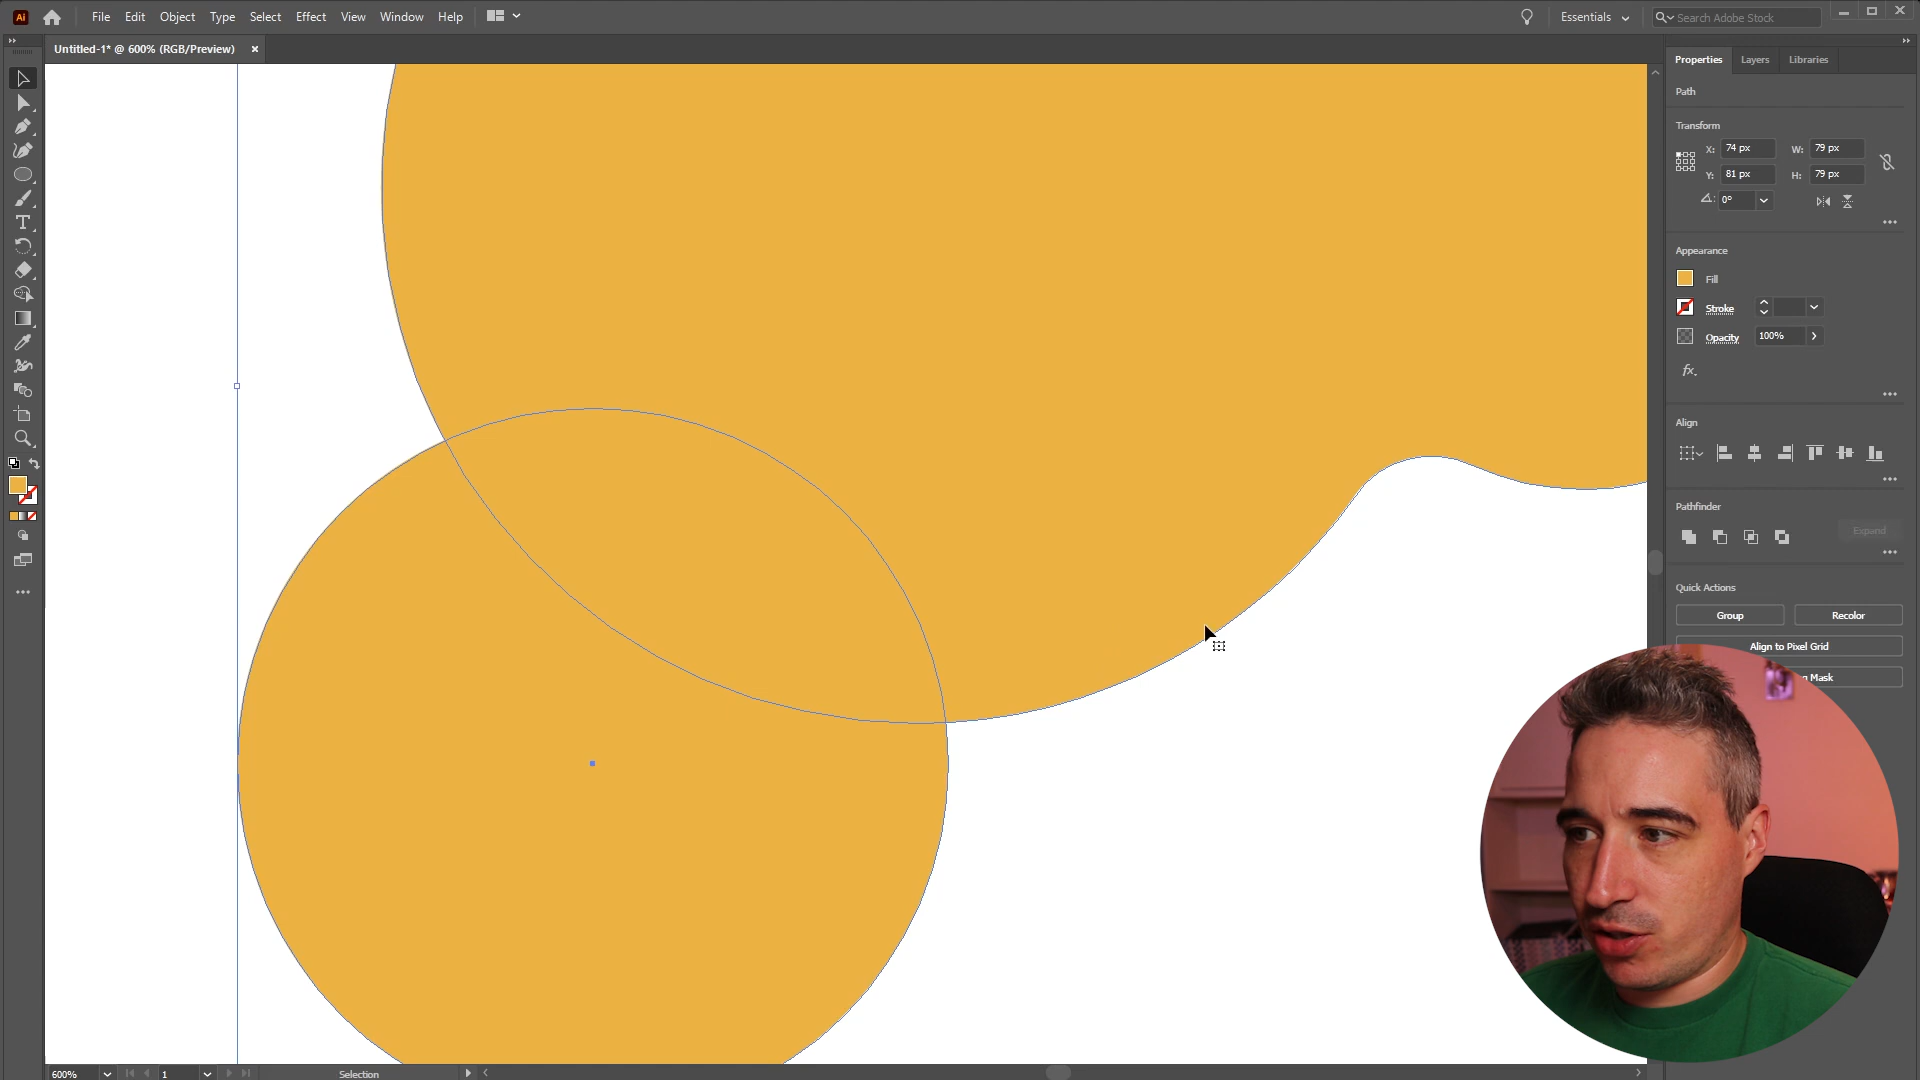 Ai File Edit Object Type Select Effect View Window Help Essentials Search Adobe Stock
Untitled-1* @ 600% (RGB/Preview) ×
Properties Layers Libraries
Path
Transform
X: 74 px W: 79 px
Y: 81 px H: 79 px
0°
Appearance
Fill
Stroke
Opacity 100%
fx.
Align
Pathfinder
Expand
Quick Actions
Group Recolor
Align to Pixel Grid
Mask
600% 1 Selection